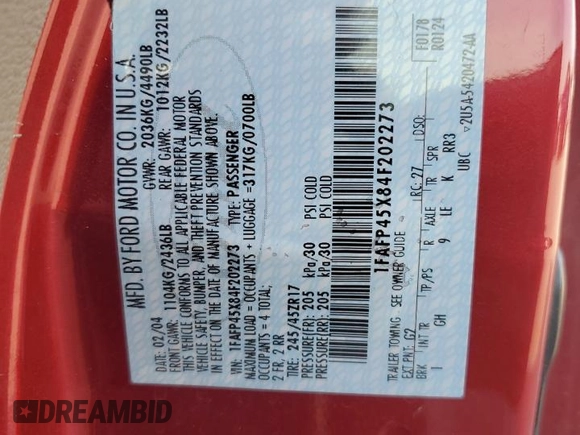 MFD. BY FORD MOTOR CO. IN U.S.A.
DATE: 02/04 GVWR: 2036KG/4490LB
FRONT GAWR: 1104KG/2436LB REAR GAWR: 1012KG/2232LB
THIS VEHICLE CONFORMS TO ALL APPLICABLE FEDERAL MOTOR
VEHICLE SAFETY, BUMPER, AND THEFT PREVENTION STANDARDS
IN EFFECT ON THE DATE OF MANUFACTURE SHOWN ABOVE.
VIN: 1FAFP45X84F202273 TYPE: PASSENGER
MAXIMUM LOAD = OCCUPANTS + LUGGAGE =317KG/0700LB
OCCUPANTS = 4 TOTAL;
2 FR, 2 RR
TIRE: 245/45ZR17
PRESSURE(FR) 205 kPa/30 PSI COLD
PRESSURE(RR) 205 kPa/30 PSI COLD
1FAFP45X84F202273
TRAILER TOWING SEE OWNER GUIDE
F0178
R0124
EXT PNT: G2 RC: 27 DSO:
BRK INT TR TP/PS R AXLE TR SPR
1 GH 9 LE K RR3
UBC V2U5A-5420472-AA
DREAMBID